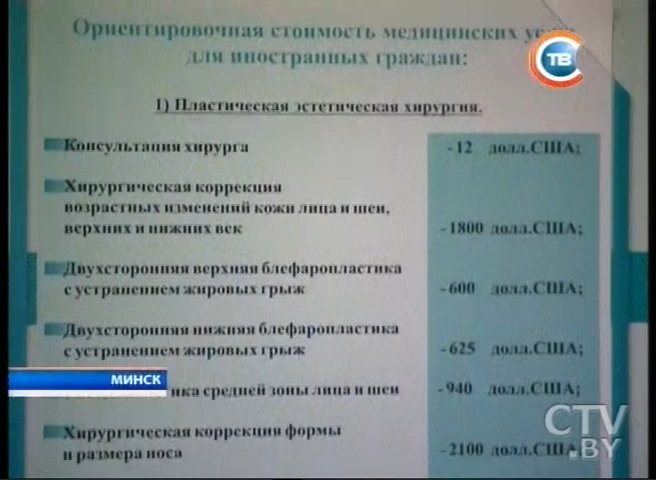 Ориентировочная стоимость медицинских
для иностранных граждан:
СТВ
1) Пластическая эстетическая хирургия.
Консультация хирурга -12 долл.США;
Хирургическая коррекция
возрастных изменений кожи лица и шеи,
верхних и нижних век -1800 долл.США;
Двухсторонняя верхняя блефаропластика
с устранением жировых грыж -600 долл.США;
Двухсторонняя нижняя блефаропластика
с устранением жировых грыж -625 долл.США;
МИНСК
средней зоны лица и шеи -940 долл.США;
Хирургическая коррекция формы
и размера носа -2100 долл.США;
CTV
.BY